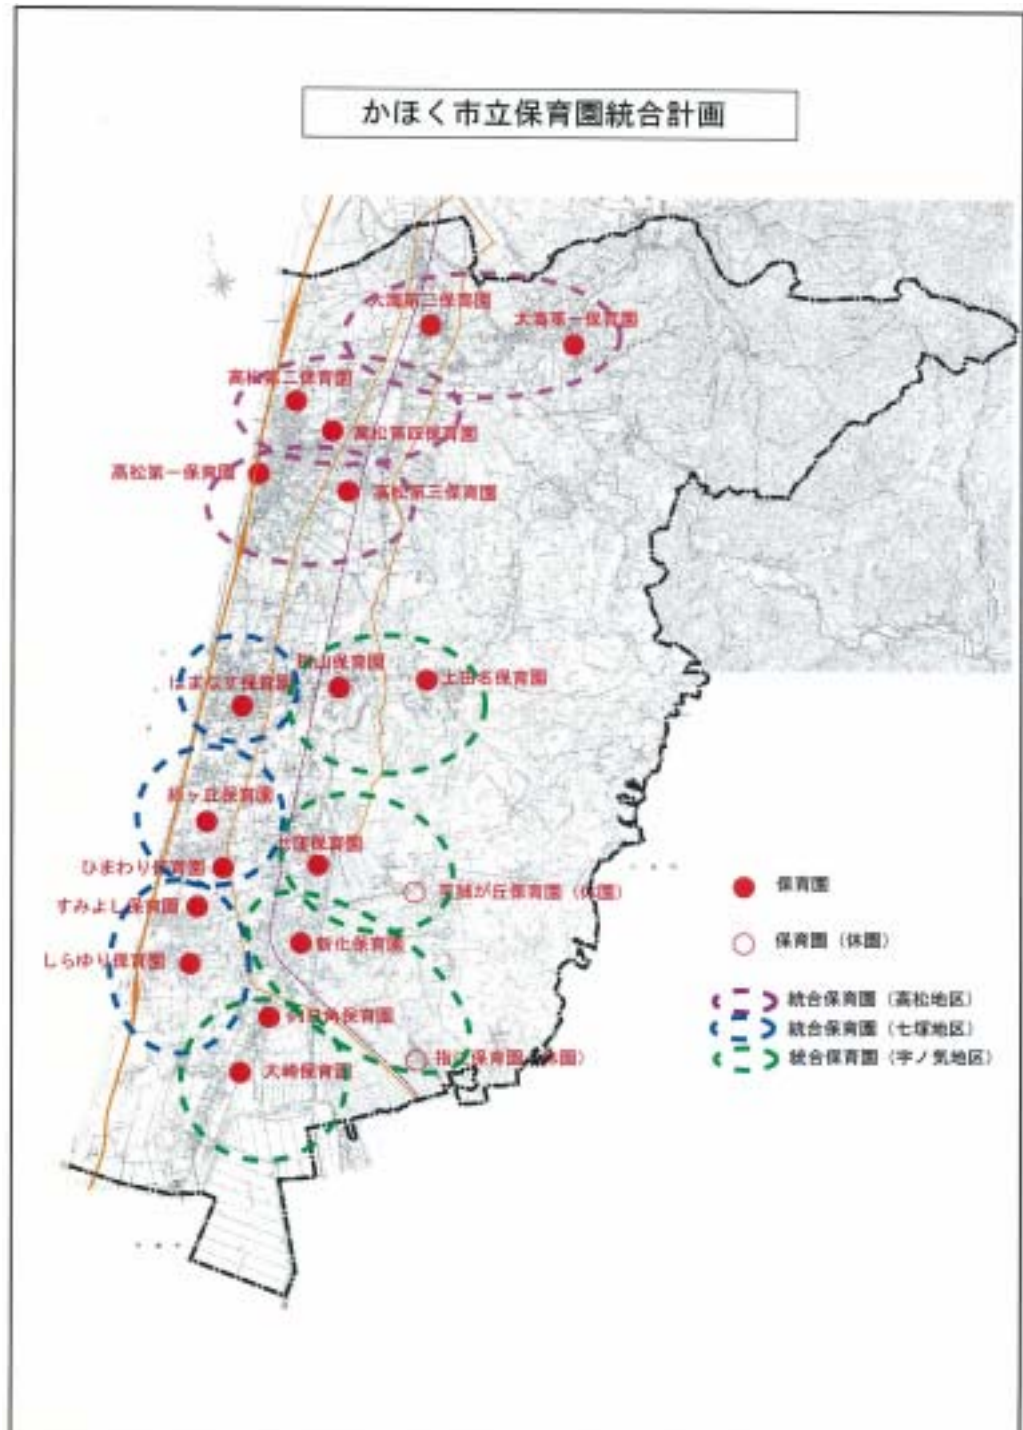 かほく市立保育園統合計画
大海第二保育園
大海第一保育園
高松第二保育園
高松第四保育園
高松第一保育園
高松第三保育園
はまなす保育園
上田名保育園
緑ヶ丘保育園
ひまわり保育園
すみよし保育園
しらゆり保育園
新化保育園
大崎保育園
保育園
保育園（休園）
統合保育園（高松地区）
統合保育園（七塚地区）
統合保育園（宇ノ気地区）